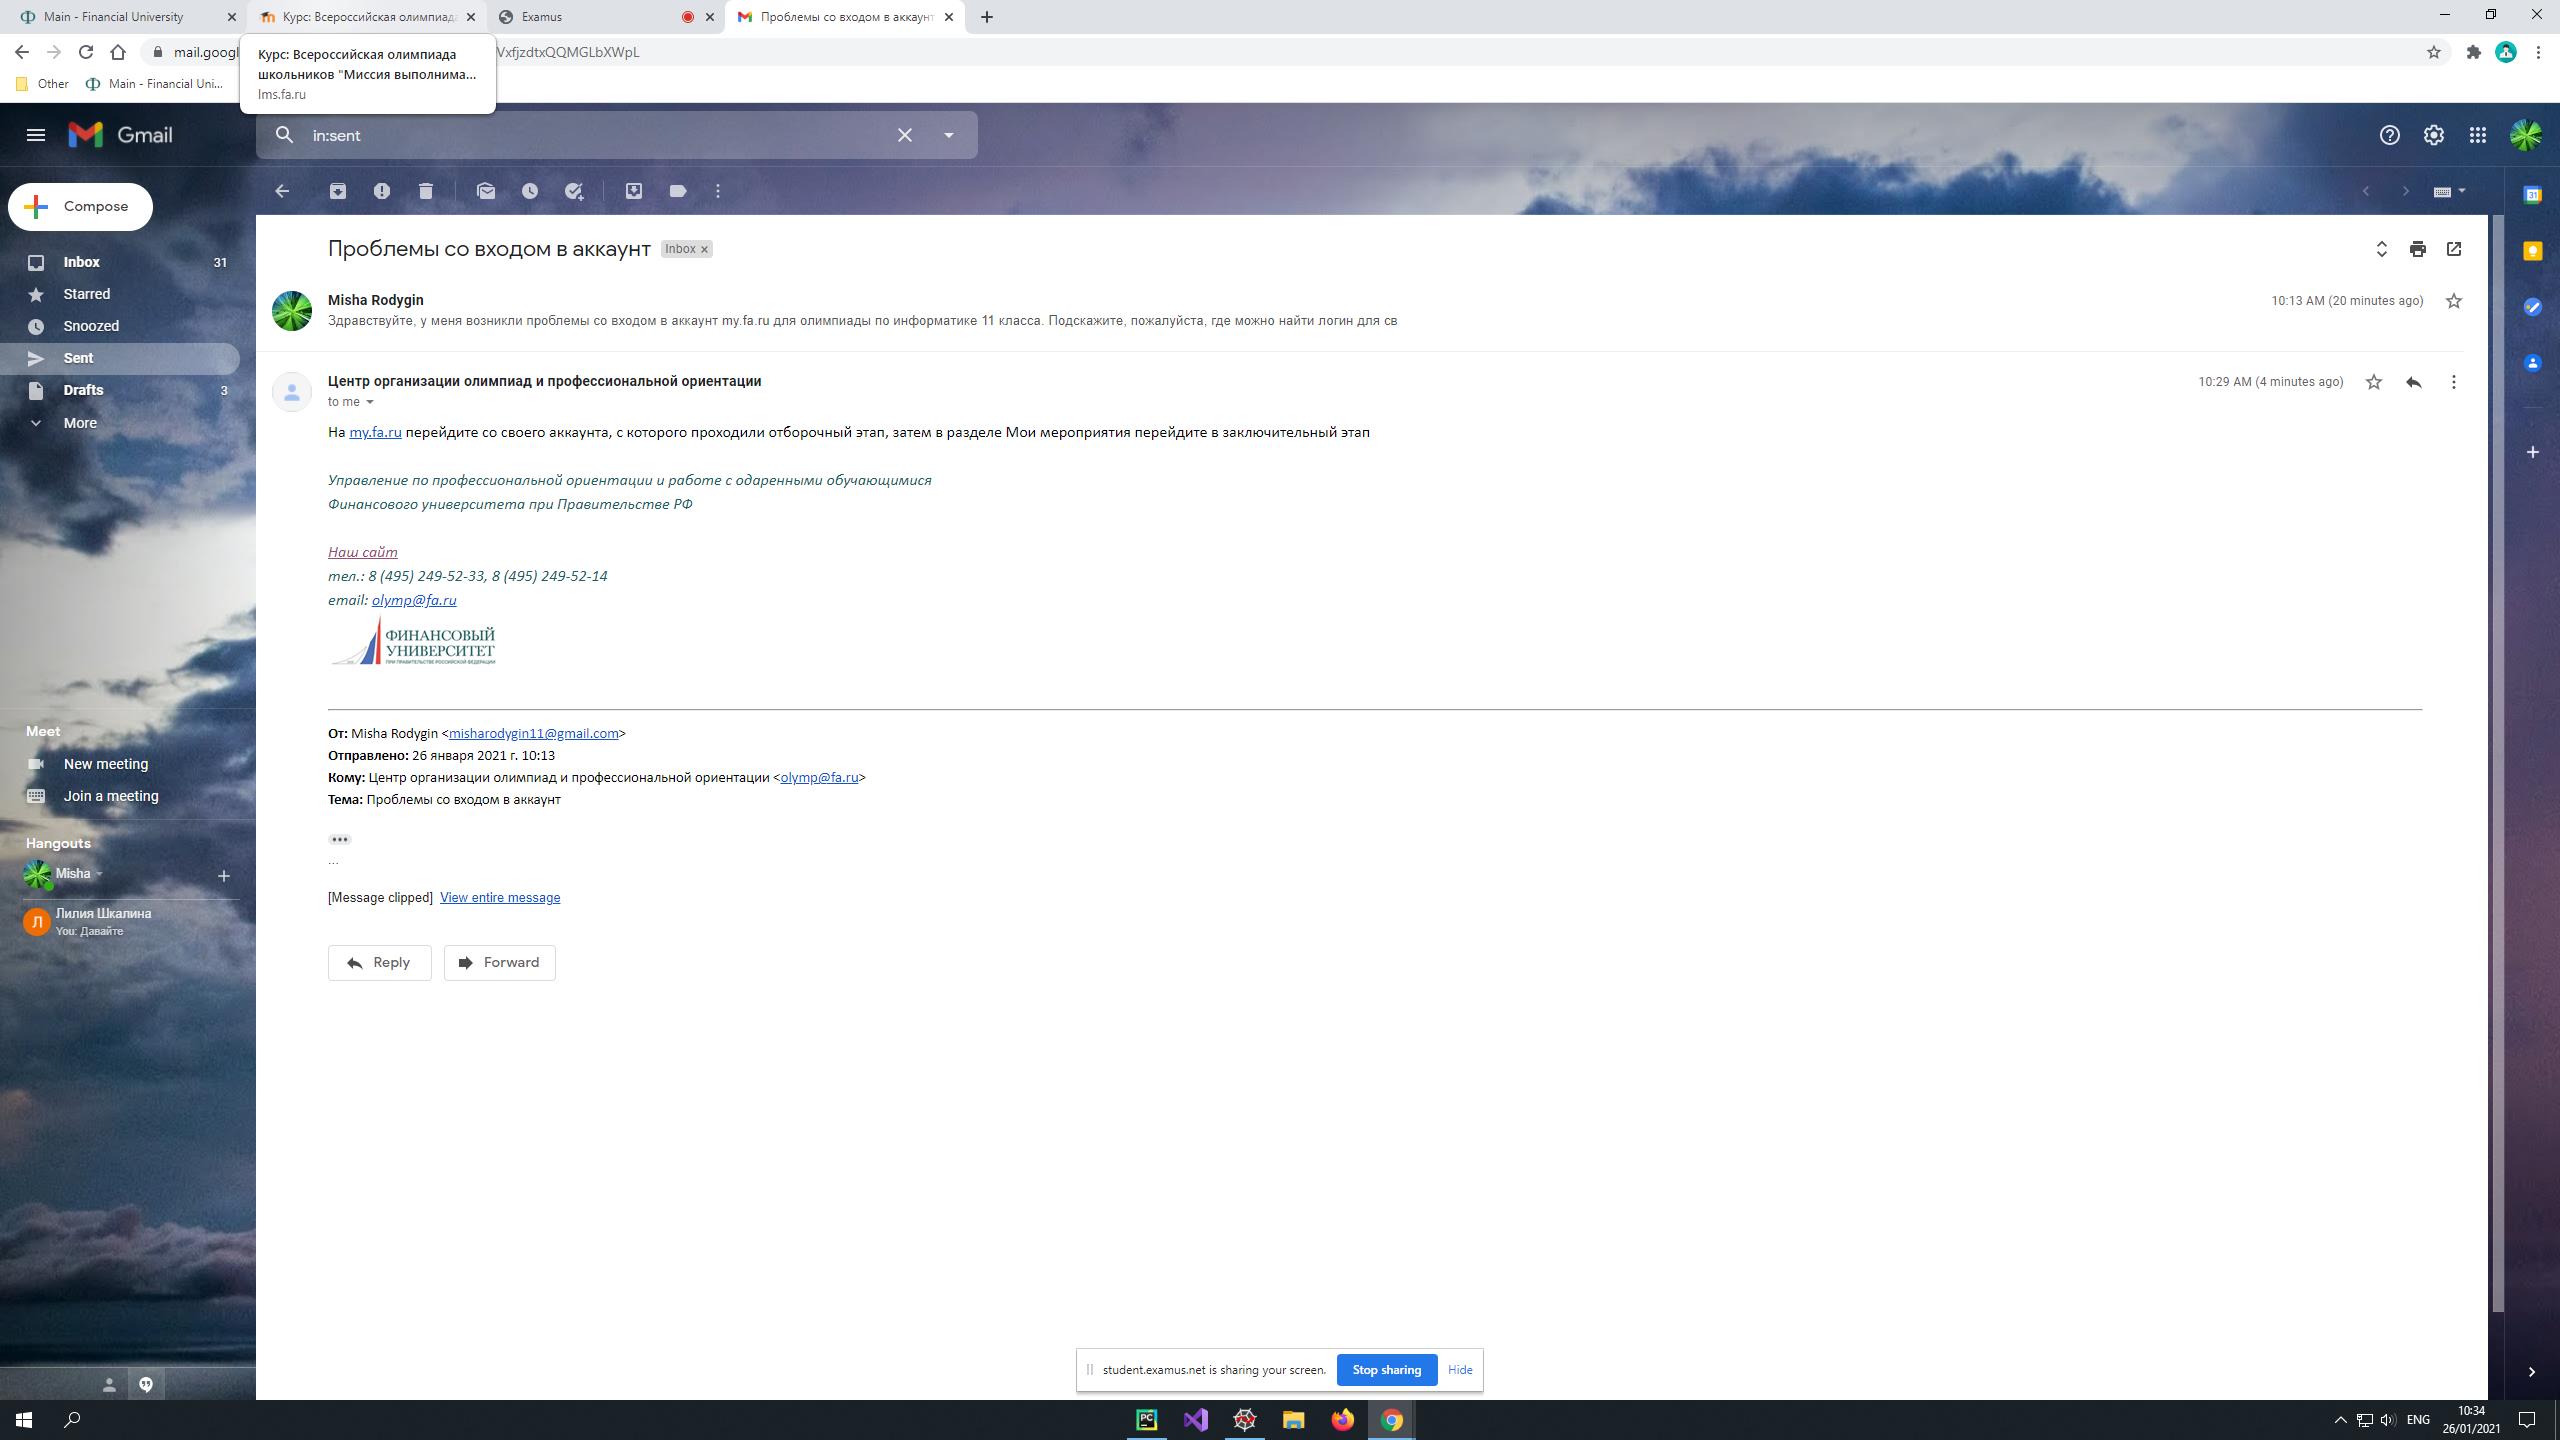 Main - Financial University
Курс: Всероссийская олимпиада
Examus
Проблемы со входом в аккаунт
mail.googl
VxfjzdtxQQMGLbXWpL
Курс: Всероссийская олимпиада
школьников "Миссия выполнима...
lms.fa.ru
Other
Main - Financial Uni...
Gmail
in:sent
Compose
Inbox 31
Starred
Snoozed
Sent
Drafts 3
More
Проблемы со входом в аккаунт Inbox ×
Misha Rodygin 10:13 AM (20 minutes ago)
Здравствуйте, у меня возникли проблемы со входом в аккаунт my.fa.ru для олимпиады по информатике 11 класса. Подскажите, пожалуйста, где можно найти логин для св
Центр организации олимпиад и профессиональной ориентации 10:29 AM (4 minutes ago)
to me
На my.fa.ru перейдите со своего аккаунта, с которого проходили отборочный этап, затем в разделе Мои мероприятия перейдите в заключительный этап
Управление по профессиональной ориентации и работе с одаренными обучающимися
Финансового университета при Правительстве РФ
Наш сайт
тел.: 8 (495) 249-52-33, 8 (495) 249-52-14
email: olymp@fa.ru
ФИНАНСОВЫЙ
УНИВЕРСИТЕТ
ПРИ ПРАВИТЕЛЬСТВЕ РОССИЙСКОЙ ФЕДЕРАЦИИ
От: Misha Rodygin <misharodygin11@gmail.com>
Отправлено: 26 января 2021 г. 10:13
Кому: Центр организации олимпиад и профессиональной ориентации <olymp@fa.ru>
Тема: Проблемы со входом в аккаунт
...
[Message clipped] View entire message
Reply
Forward
Meet
New meeting
Join a meeting
Hangouts
Misha
Л
Лилия Шкалина
You: Давайте
31
student.examus.net is sharing your screen.
Stop sharing
Hide
PC
ENG
10:34
26/01/2021